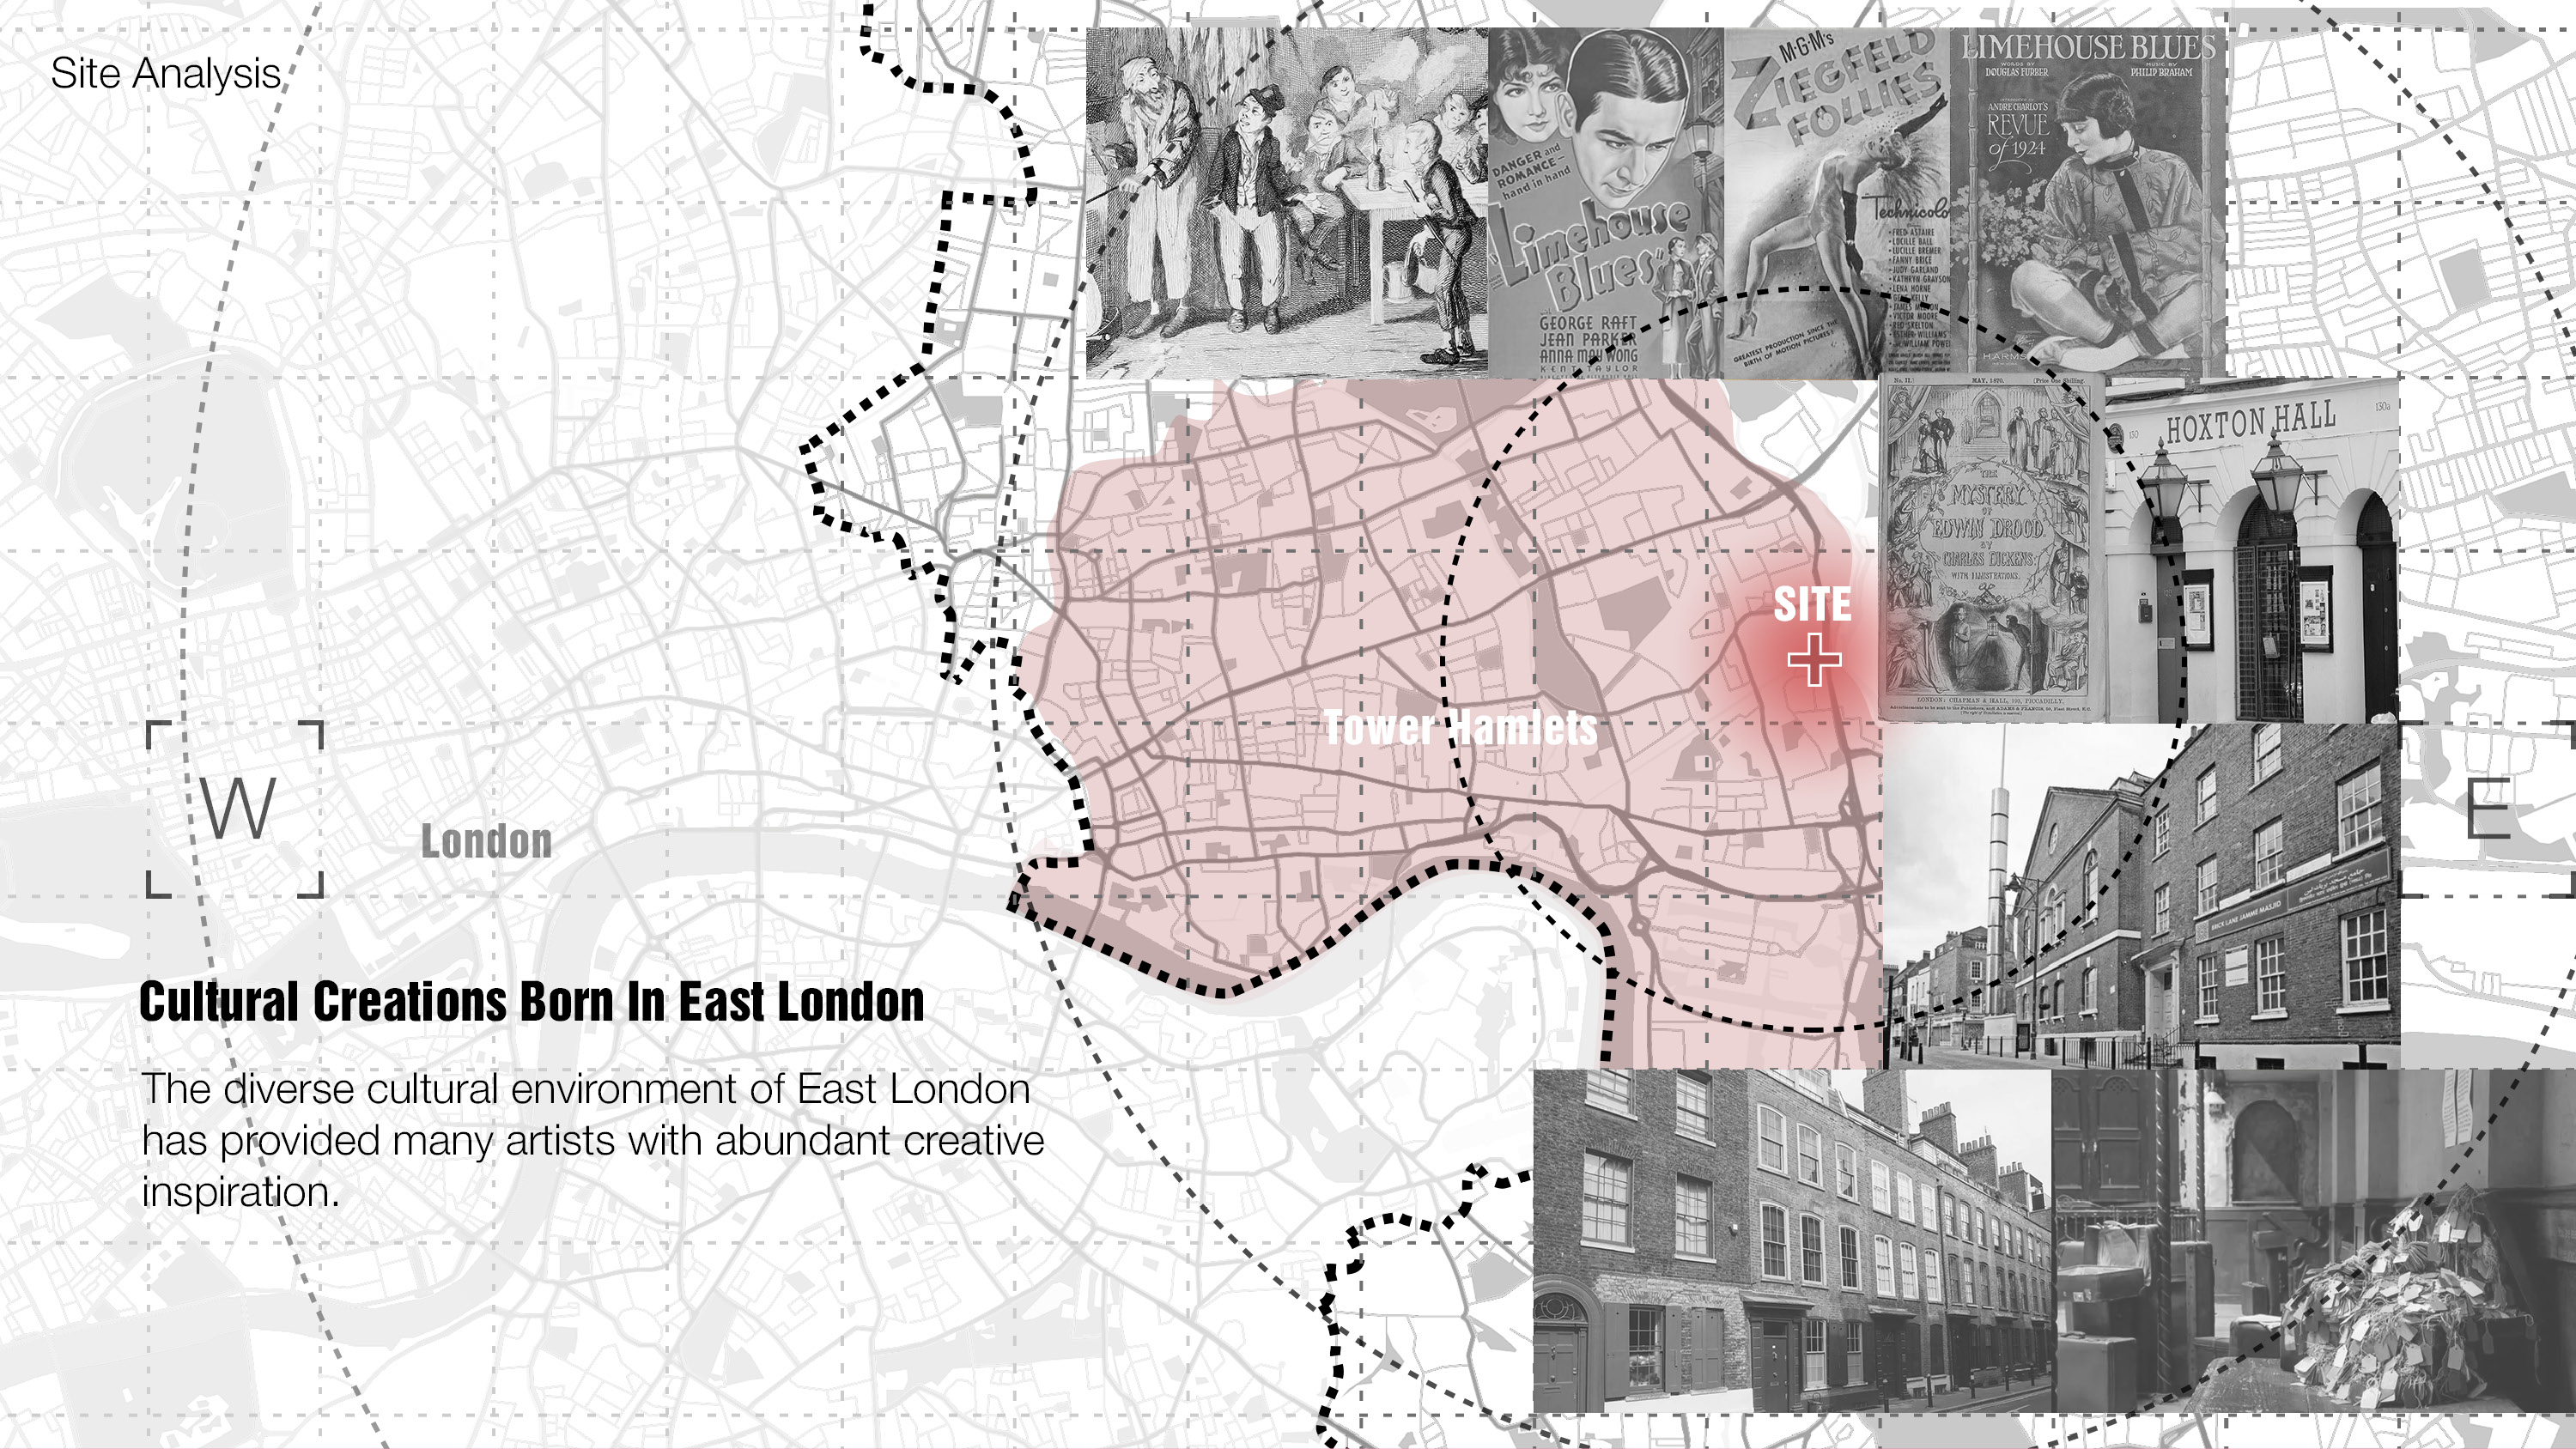 Site Analysis
DANGER and
ROMANCE-
hand in hand
"Limehouse
Blues"
GEORGE RAFT
JEAN PARKER
ANNA MAY WONG
KENT TAYLOR
M·G·M's
ZIEGFELD
FOLLIES
Technicolo
FRED ASTAIRE
LUCILLE BALL
LUCILLE BREMER
FANNY BRICE
JUDY GARLAND
KATHRYN GRAYSON
LENA HORNE
GENE KELLY
JAMES MELTON
VICTOR MOORE
RED SKELTON
ESTHER WILLIAMS
WILLIAM POWEL
GREATEST PRODUCTION SINCE THE
BIRTH OF MOTION PICTURES!
LIMEHOUSE BLUES
WORDS BY
DOUGLAS FURBER
MUSIC BY
PHILIP BRAHAM
ANDRE CHARLOT'S
REVUE
of 1924
HARMS
No. II.
MAY, 1870.
[Price One Shilling.
THE
MYSTERY
OF
EDWIN DROOD.
BY
CHARLES DICKENS.
WITH ILLUSTRATIONS.
LONDON: CHAPMAN & HALL, 193, PICCADILLY.
130
HOXTON HALL
130a
SITE
Tower Hamlets
W
London
E
BRICK LANE JAMME MASJID
Cultural Creations Born In East London
The diverse cultural environment of East London
has provided many artists with abundant creative
inspiration.